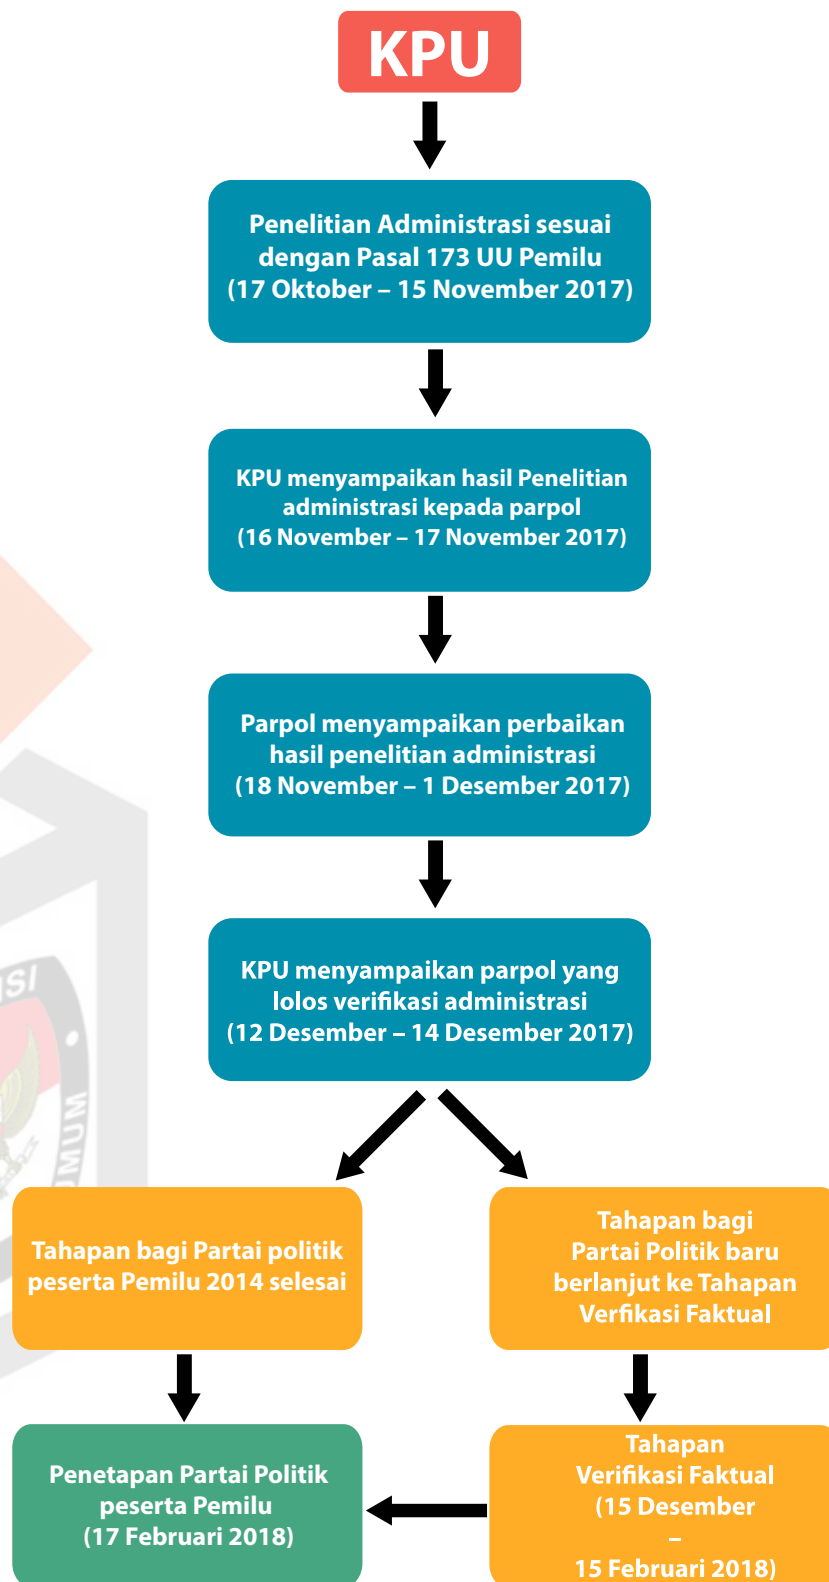 KPU
Penelitian Administrasi sesuai
dengan Pasal 173 UU Pemilu
(17 Oktober – 15 November 2017)
KPU menyampaikan hasil Penelitian
administrasi kepada parpol
(16 November – 17 November 2017)
Parpol menyampaikan perbaikan
hasil penelitian administrasi
(18 November – 1 Desember 2017)
KPU menyampaikan parpol yang
lolos verifikasi administrasi
(12 Desember – 14 Desember 2017)
Tahapan bagi Partai politik
peserta Pemilu 2014 selesai
Tahapan bagi
Partai Politik baru
berlanjut ke Tahapan
Verfikasi Faktual
Penetapan Partai Politik
peserta Pemilu
(17 Februari 2018)
Tahapan
Verifikasi Faktual
(15 Desember
–
15 Februari 2018)